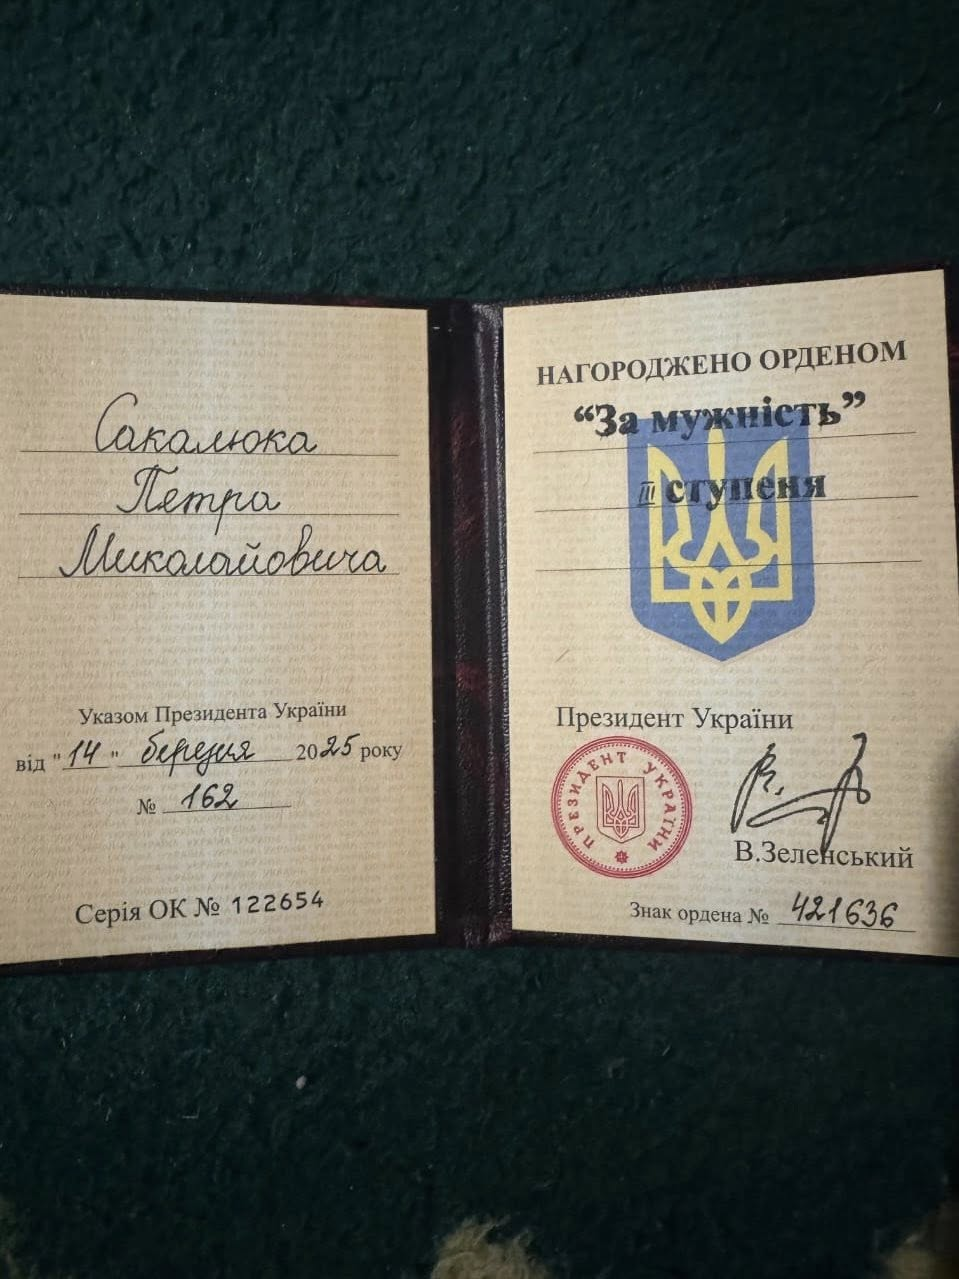 Сакалюка
Петра
Миколайовича
Указом Президента України
від "14" березня 2025 року
№ 162
Серія ОК № 122654
НАГОРОДЖЕНО ОРДЕНОМ
“За мужність”
III ступеня
Президент України
ПРЕЗИДЕНТ УКРАЇНИ
В.Зеленський
Знак ордена № 421636